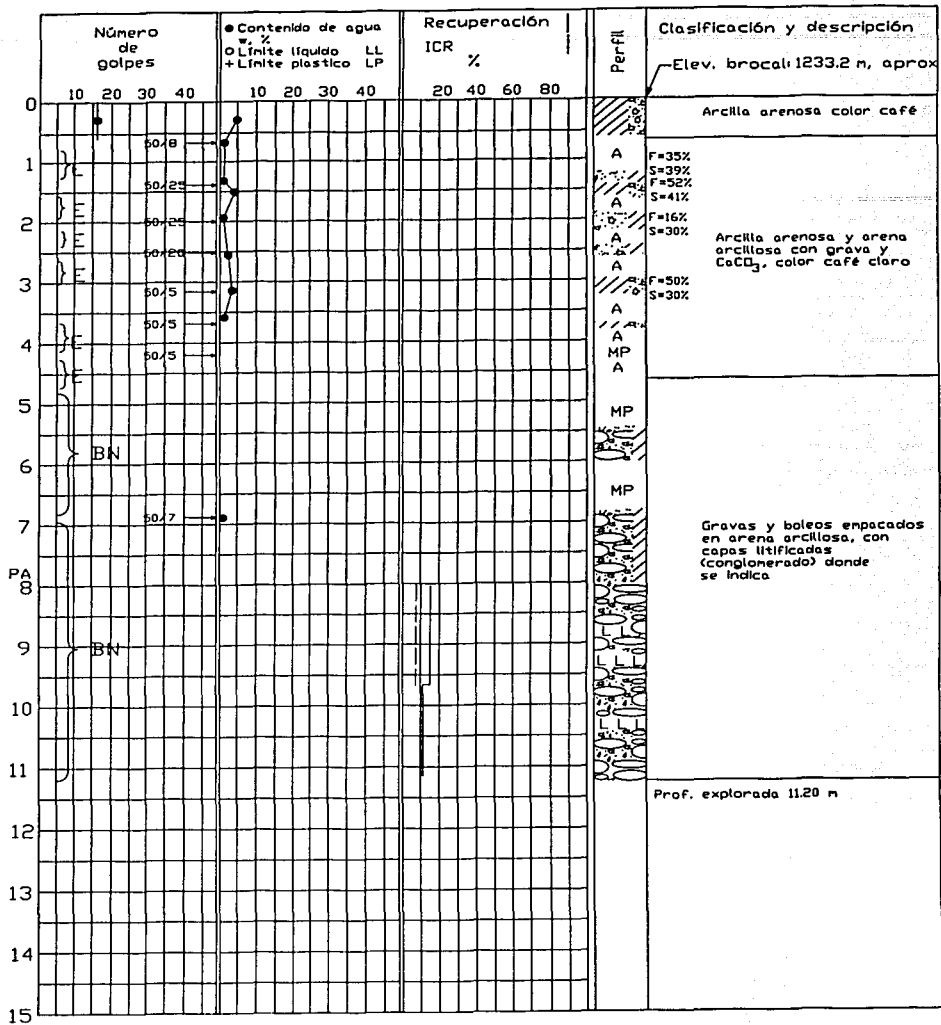 Número
de
golpes
● Contenido de agua
w, %
O Límite líquido LL
+ Límite plastico LP
Recuperación
ICR
%
Perfil
Clasificación y descripción
Elev. brocal: 1233.2 m, aprox
10 20 30 40
10 20 30 40
20 40 60 80
0
1
2
3
4
5
6
7
PA
8
9
10
11
12
13
14
15
50/8
50/25
50/25
50/20
50/5
50/5
50/5
50/7
E
E
E
E
E
E
BN
BN
A
A
A
A
A
A
MP
A
MP
MP
L L L
L L L
L L
F=35%
S=39%
F=52%
S=41%
F=16%
S=30%
F=50%
S=30%
Arcilla arenosa color café
Arcilla arenosa y arena
arcillosa con grava y
CaCO3, color café claro
Gravas y boleos empacados
en arena arcillosa, con
capas litificadas
(conglomerado) donde
se indica
Prof. explorada 11.20 m